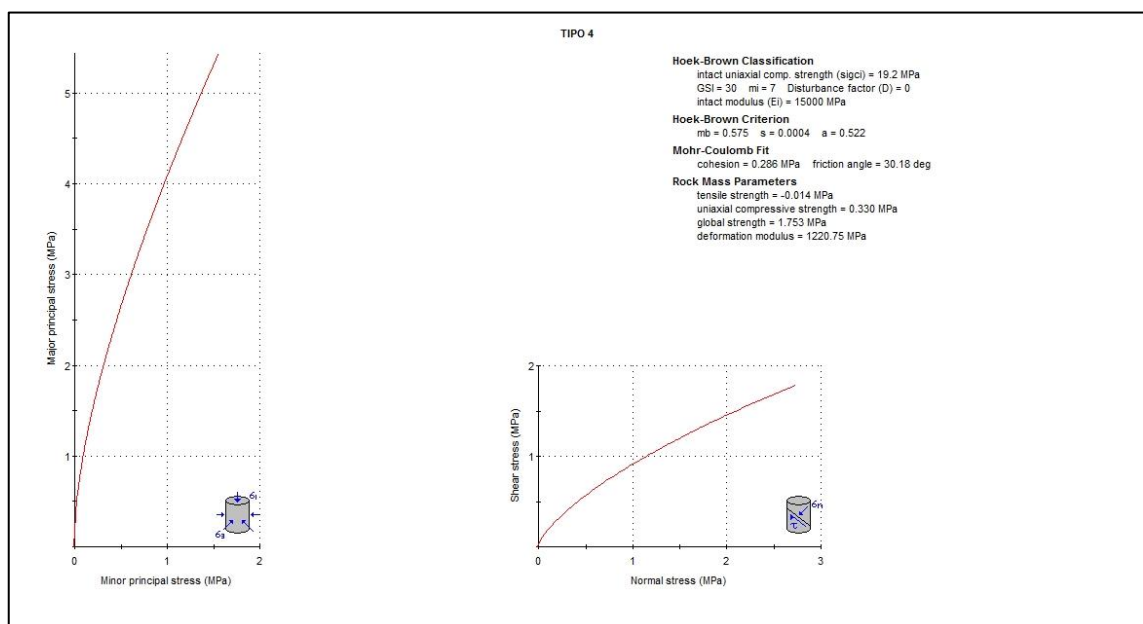 TIPO 4
Hoek-Brown Classification
intact uniaxial comp. strength (sigci) = 19.2 MPa
GSI = 30 mi = 7 Disturbance factor (D) = 0
intact modulus (Ei) = 15000 MPa
Hoek-Brown Criterion
mb = 0.575 s = 0.0004 a = 0.522
Mohr-Coulomb Fit
cohesion = 0.286 MPa friction angle = 30.18 deg
Rock Mass Parameters
tensile strength = -0.014 MPa
uniaxial compressive strength = 0.330 MPa
global strength = 1.753 MPa
deformation modulus = 1220.75 MPa
Major principal stress (MPa)
5
4
3
2
1
0 1 2
Minor principal stress (MPa)
σ1
σ3
Shear stress (MPa)
2
1
0 1 2 3
Normal stress (MPa)
σn
τ